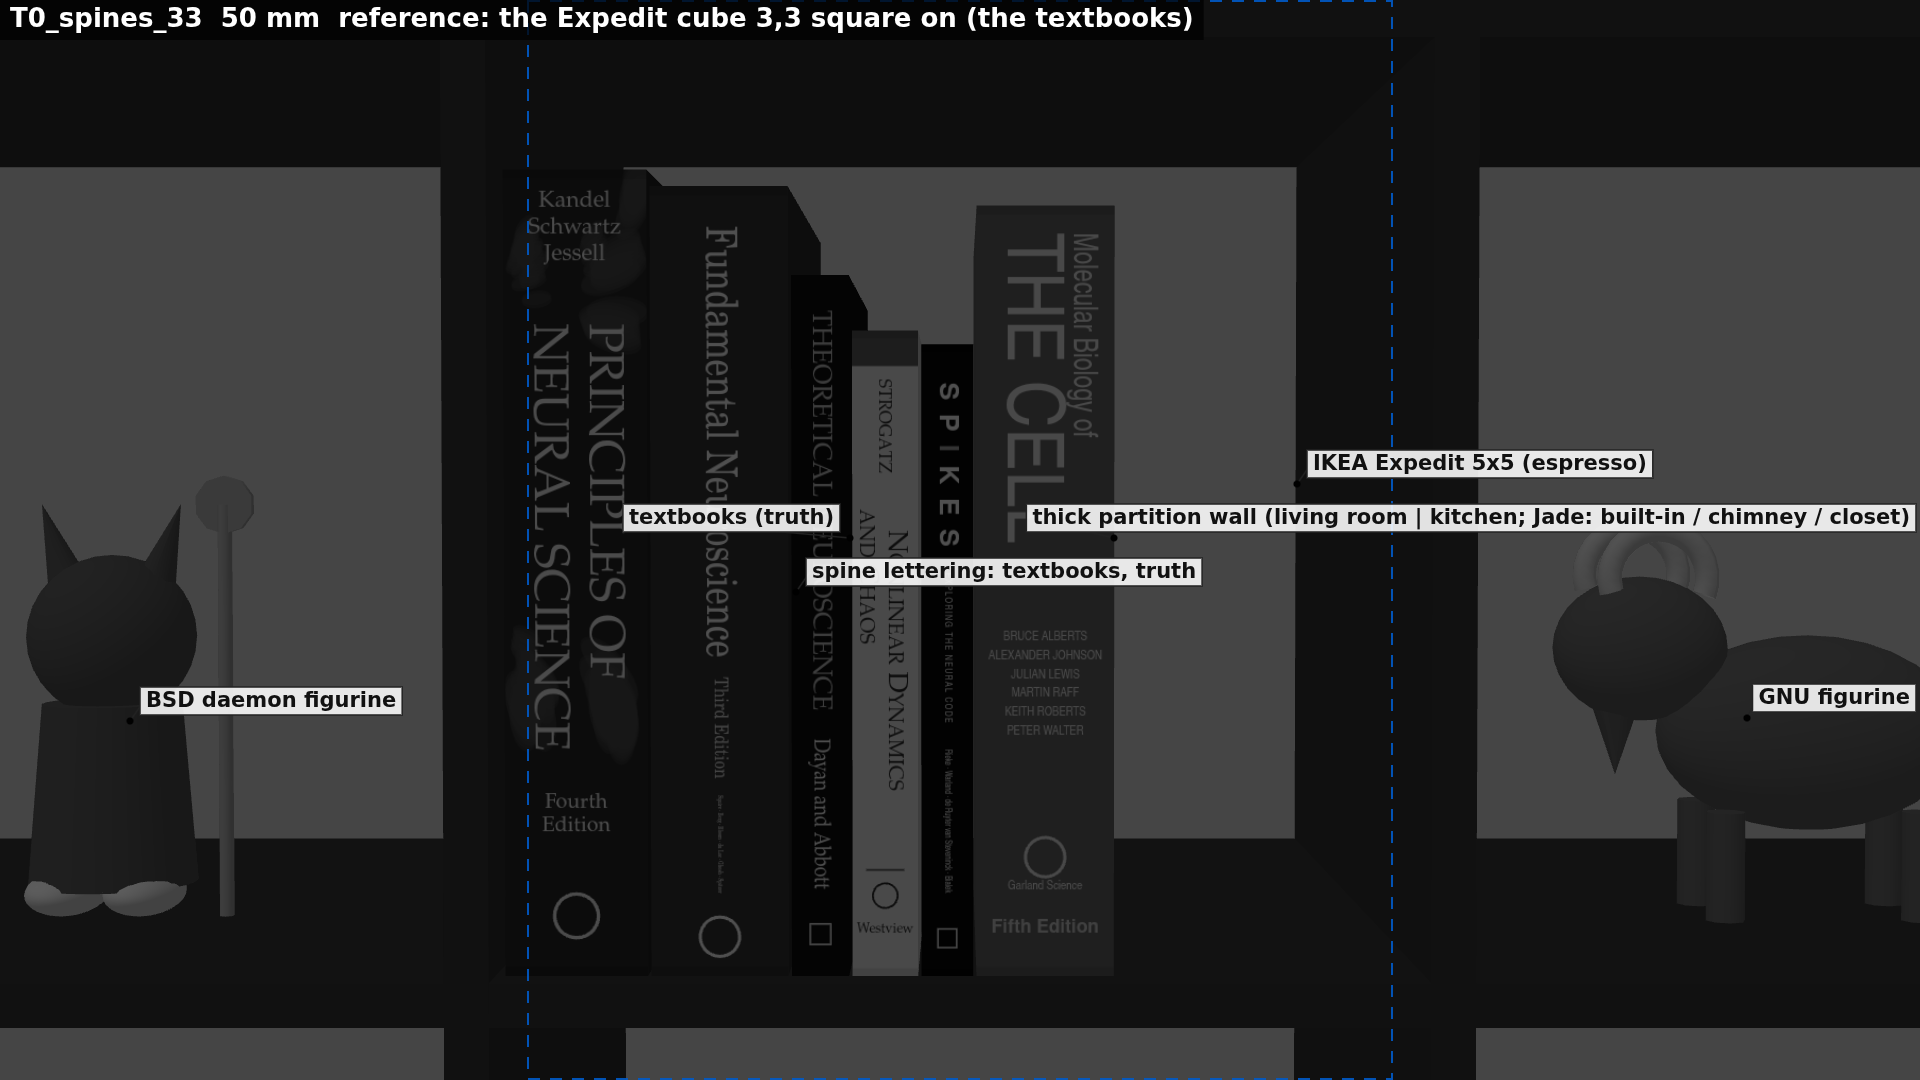 T0_spines_33  50 mm  reference: the Expedit cube 3,3 square on (the textbooks)
Kandel
Schwartz
Jessell
PRINCIPLES OF
NEURAL SCIENCE
Fourth
Edition
Fundamental Neuroscience
Third Edition
THEORETICAL NEUROSCIENCE
Dayan and Abbott
STROGATZ
NONLINEAR DYNAMICS
AND CHAOS
Westview
SPIKES
EXPLORING THE NEURAL CODE
Molecular Biology of
THE CELL
BRUCE ALBERTS
ALEXANDER JOHNSON
JULIAN LEWIS
MARTIN RAFF
KEITH ROBERTS
PETER WALTER
Garland Science
Fifth Edition
IKEA Expedit 5x5 (espresso)
textbooks (truth)
thick partition wall (living room | kitchen; Jade: built-in / chimney / closet)
spine lettering: textbooks, truth
BSD daemon figurine
GNU figurine